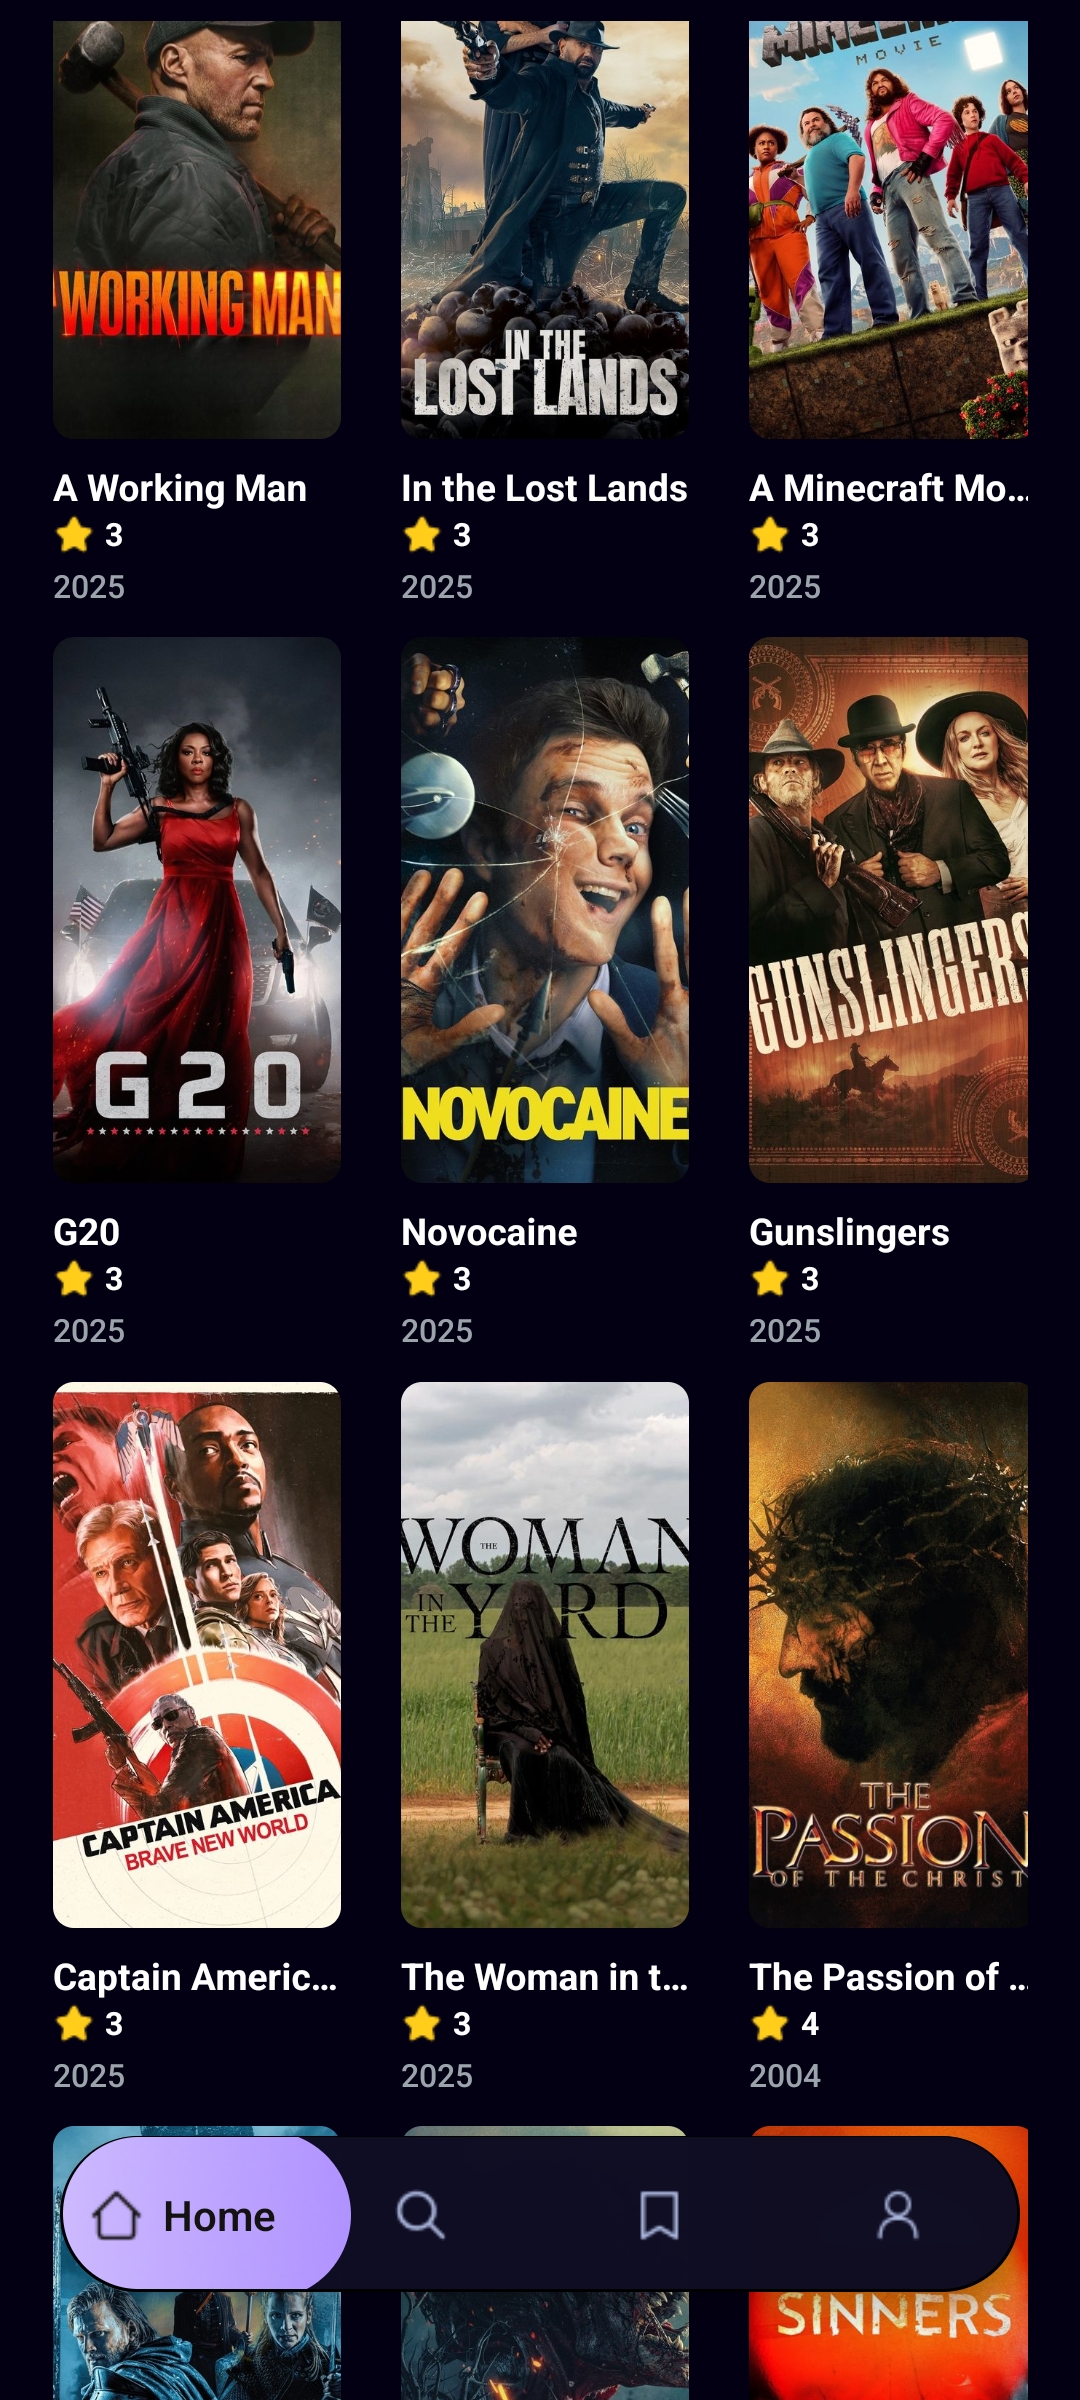 MINECRAFT
MOVIE
WORKING MAN
IN THE
LOST LANDS
A Working Man
In the Lost Lands
A Minecraft Mo...
3
3
3
2025
2025
2025
G20
NOVOCAINE
GUNSLINGERS
G20
Novocaine
Gunslingers
3
3
3
2025
2025
2025
CAPTAIN AMERICA
BRAVE NEW WORLD
THE
WOMAN
IN
THE YARD
THE
PASSION
OF THE CHRIST
Captain Americ...
The Woman in t...
The Passion of ...
3
3
4
2025
2025
2004
Home
SINNERS